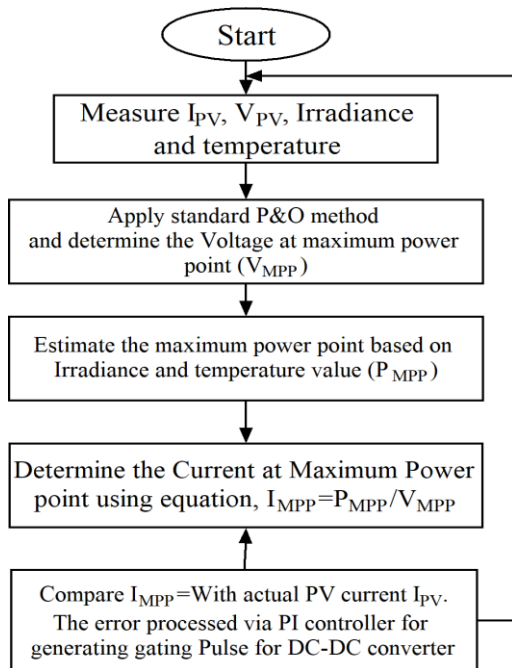 Start
Measure I_PV, V_PV, Irradiance
and temperature
Apply standard P&O method
and determine the Voltage at maximum power
point (V_MPP)
Estimate the maximum power point based on
Irradiance and temperature value (P_MPP)
Determine the Current at Maximum Power
point using equation, I_MPP=P_MPP/V_MPP
Compare I_MPP=With actual PV current I_PV.
The error processed via PI controller for
generating gating Pulse for DC-DC converter